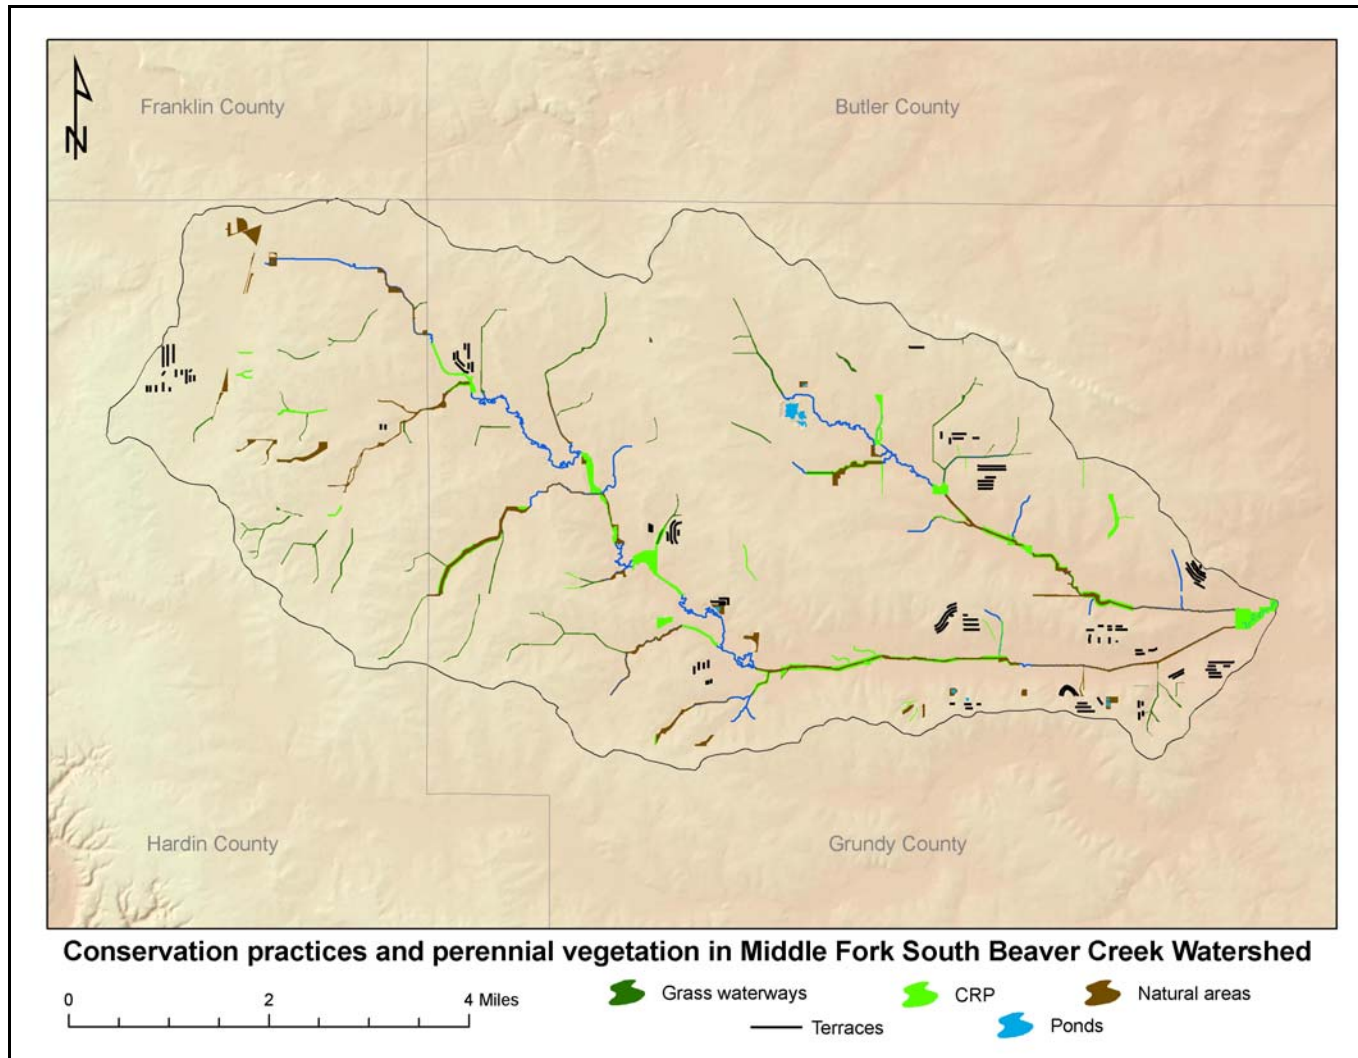 Franklin County
Butler County
N
Hardin County
Grundy County
Conservation practices and perennial vegetation in Middle Fork South Beaver Creek Watershed
0 2 4 Miles
Grass waterways CRP Natural areas
Terraces Ponds